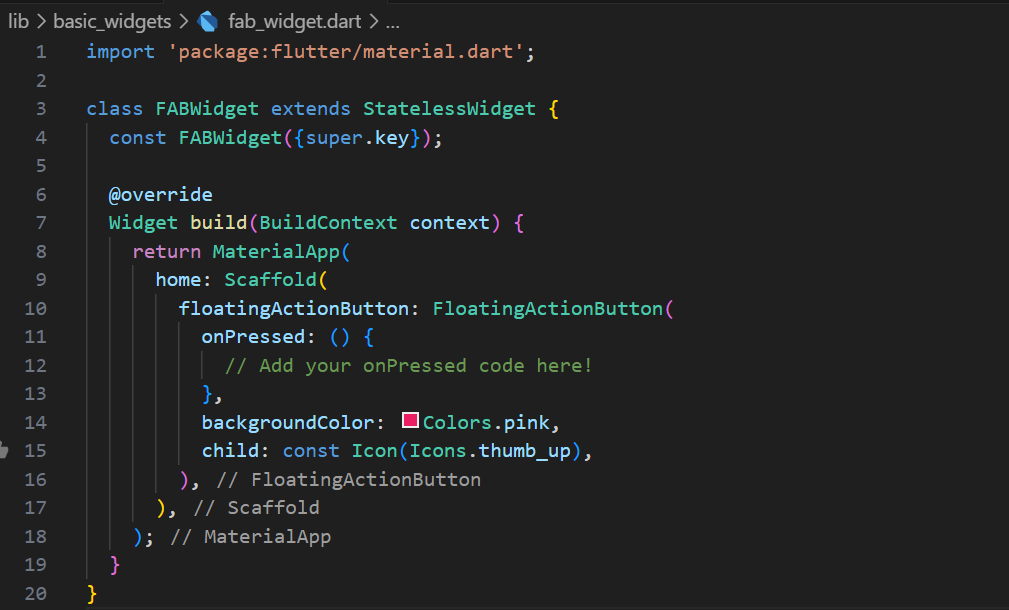 lib > basic_widgets > fab_widget.dart > ...
1 import 'package:flutter/material.dart';
2
3 class FABWidget extends StatelessWidget {
4   const FABWidget({super.key});
5
6   @override
7   Widget build(BuildContext context) {
8     return MaterialApp(
9       home: Scaffold(
10         floatingActionButton: FloatingActionButton(
11           onPressed: () {
12             // Add your onPressed code here!
13           },
14           backgroundColor: Colors.pink,
15           child: const Icon(Icons.thumb_up),
16         ), // FloatingActionButton
17       ), // Scaffold
18     ); // MaterialApp
19   }
20 }